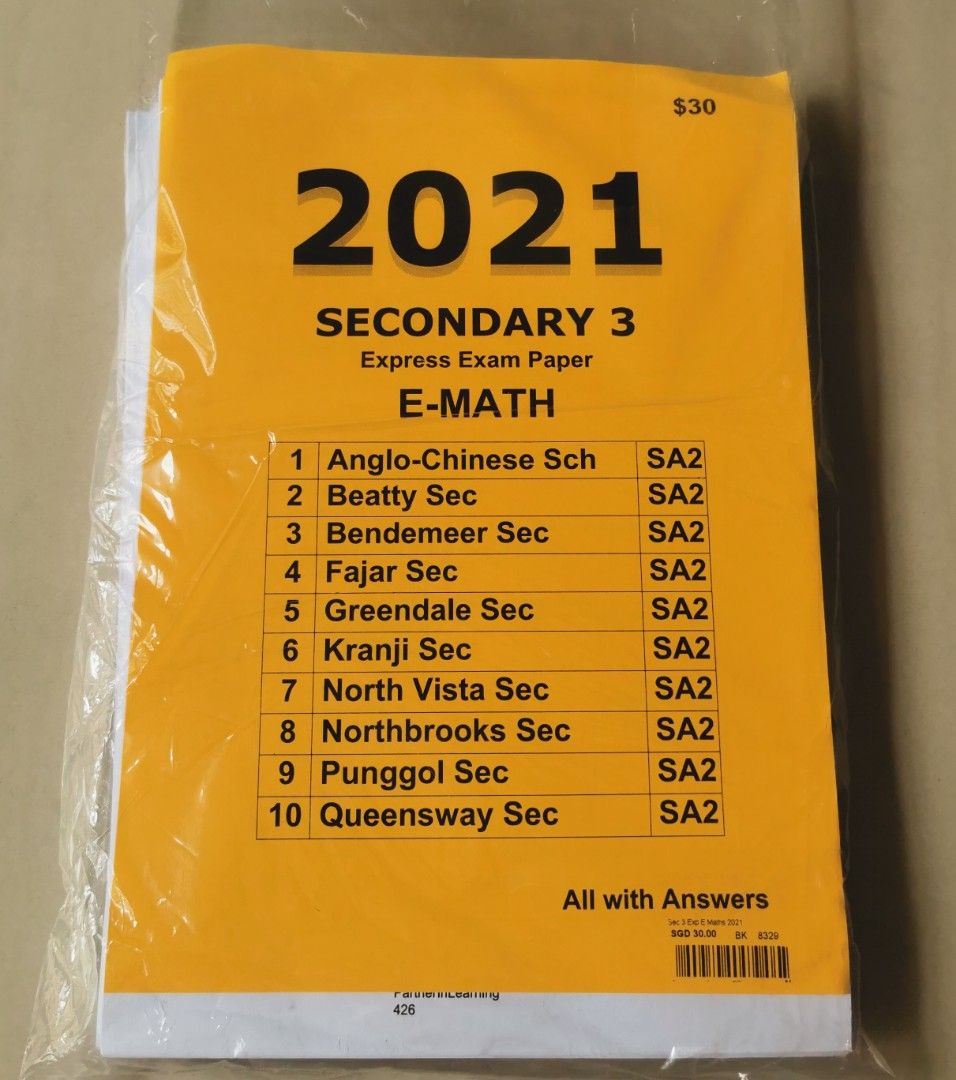 $30
2021
SECONDARY 3
Express Exam Paper
E-MATH
1 Anglo-Chinese Sch SA2
2 Beatty Sec SA2
3 Bendemeer Sec SA2
4 Fajar Sec SA2
5 Greendale Sec SA2
6 Kranji Sec SA2
7 North Vista Sec SA2
8 Northbrooks Sec SA2
9 Punggol Sec SA2
10 Queensway Sec SA2
All with Answers
Sec 3 Exp E Maths 2021
SGD 30.00 BK 8329
PartnerInLearning
426